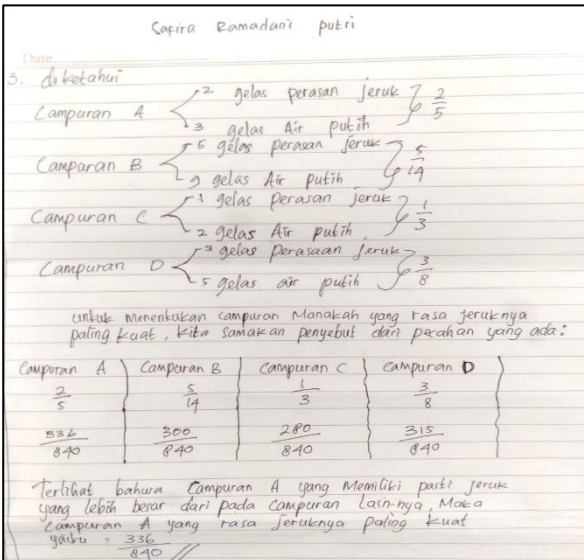 Safira Ramadani putri
Date
3. diketahui
Campuran A 2 gelas perasan jeruk 2/5
3 gelas Air putih
Campuran B 5 gelas perasan jeruk 5/14
9 gelas Air putih
Campuran C 1 gelas perasan jeruk 1/3
2 gelas Air putih
Campuran D 3 gelas perasaan jeruk 3/8
5 gelas air putih
untuk menentukan campuran Manakah yang rasa jeruknya
paling kuat, kita samakan penyebut dari pecahan yang ada:
Campuran A Campuran B Campuran C Campuran D
2/5 5/14 1/3 3/8
336/840 300/840 280/840 315/840
Terlihat bahwa Campuran A yang Memiliki pasti jeruk
yang lebih besar dari pada campuran Lain-nya, Maka
Campuran A yang rasa jeruknya paling kuat
yaitu = 336/840